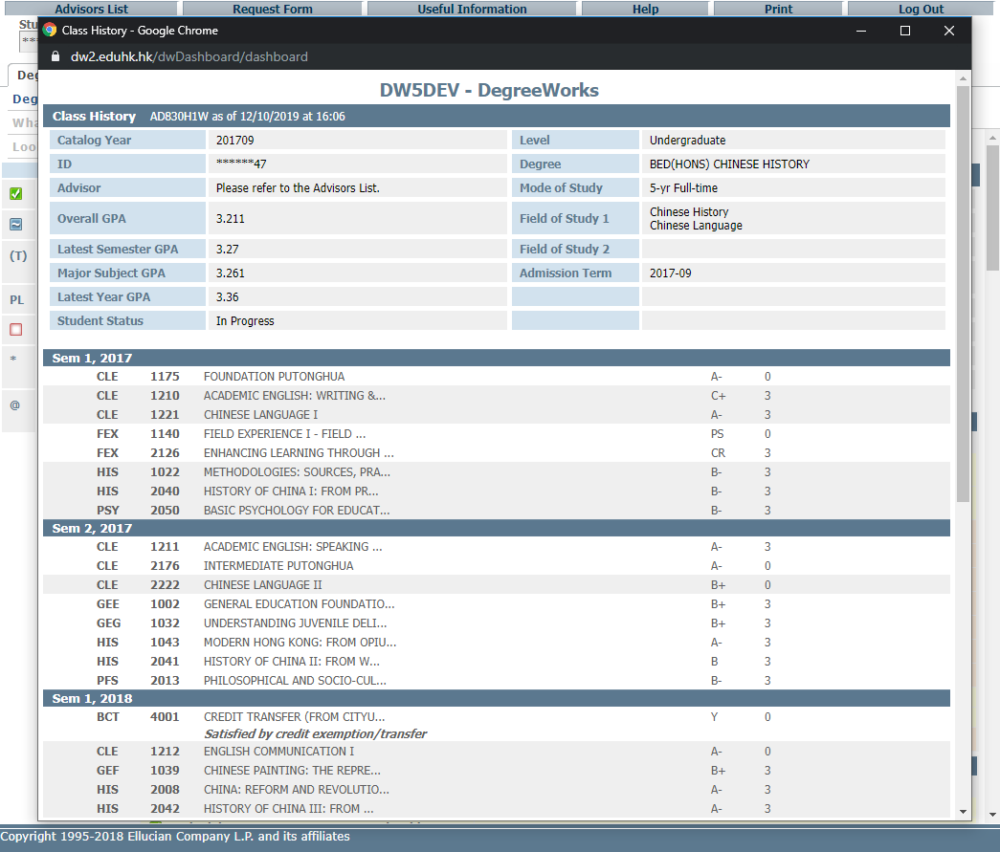 Advisors List Request Form Useful Information Help Print Log Out
Class History - Google Chrome
dw2.eduhk.hk/dwDashboard/dashboard
DW5DEV - DegreeWorks
Class History AD830H1W as of 12/10/2019 at 16:06
Catalog Year 201709 Level Undergraduate
ID ******47 Degree BED(HONS) CHINESE HISTORY
Advisor Please refer to the Advisors List. Mode of Study 5-yr Full-time
Overall GPA 3.211 Field of Study 1 Chinese History
Chinese Language
Latest Semester GPA 3.27 Field of Study 2
Major Subject GPA 3.261 Admission Term 2017-09
Latest Year GPA 3.36
Student Status In Progress
(T)
PL
*
@
Sem 1, 2017
CLE 1175 FOUNDATION PUTONGHUA A- 0
CLE 1210 ACADEMIC ENGLISH: WRITING &... C+ 3
CLE 1221 CHINESE LANGUAGE I A- 3
FEX 1140 FIELD EXPERIENCE I - FIELD ... PS 0
FEX 2126 ENHANCING LEARNING THROUGH ... CR 3
HIS 1022 METHODOLOGIES: SOURCES, PRA... B- 3
HIS 2040 HISTORY OF CHINA I: FROM PR... B- 3
PSY 2050 BASIC PSYCHOLOGY FOR EDUCAT... B- 3
Sem 2, 2017
CLE 1211 ACADEMIC ENGLISH: SPEAKING ... A- 3
CLE 2176 INTERMEDIATE PUTONGHUA A- 0
CLE 2222 CHINESE LANGUAGE II B+ 0
GEE 1002 GENERAL EDUCATION FOUNDATIO... B+ 3
GEG 1032 UNDERSTANDING JUVENILE DELI... B+ 3
HIS 1043 MODERN HONG KONG: FROM OPIU... A- 3
HIS 2041 HISTORY OF CHINA II: FROM W... B 3
PFS 2013 PHILOSOPHICAL AND SOCIO-CUL... B- 3
Sem 1, 2018
BCT 4001 CREDIT TRANSFER (FROM CITYU... Y 0
Satisfied by credit exemption/transfer
CLE 1212 ENGLISH COMMUNICATION I A- 0
GEF 1039 CHINESE PAINTING: THE REPRE... B+ 3
HIS 2008 CHINA: REFORM AND REVOLUTIO... A- 3
HIS 2042 HISTORY OF CHINA III: FROM ... A- 3
Copyright 1995-2018 Ellucian Company L.P. and its affiliates